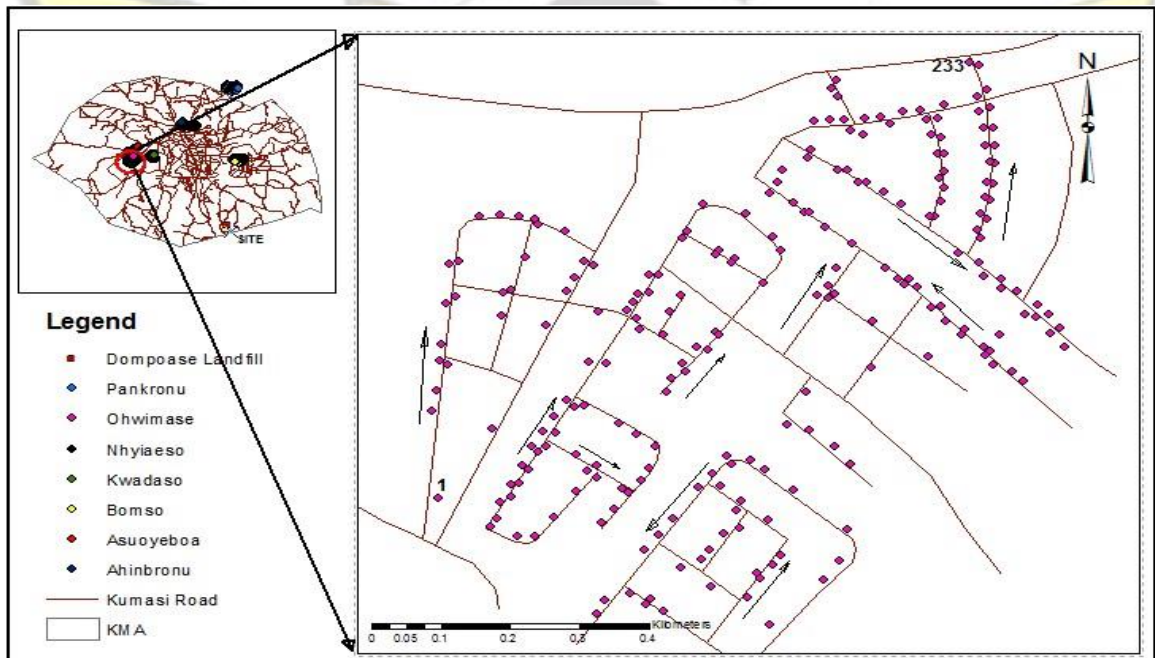 SITE
Legend
Dompoase Landfill
Pankronu
Ohwimase
Nhyiaeso
Kwadaso
Bomso
Asuoyeboa
Ahinbronu
Kumasi Road
KMA
N
233
1
Kilometers
0 0.05 0.1 0.2 0.3 0.4